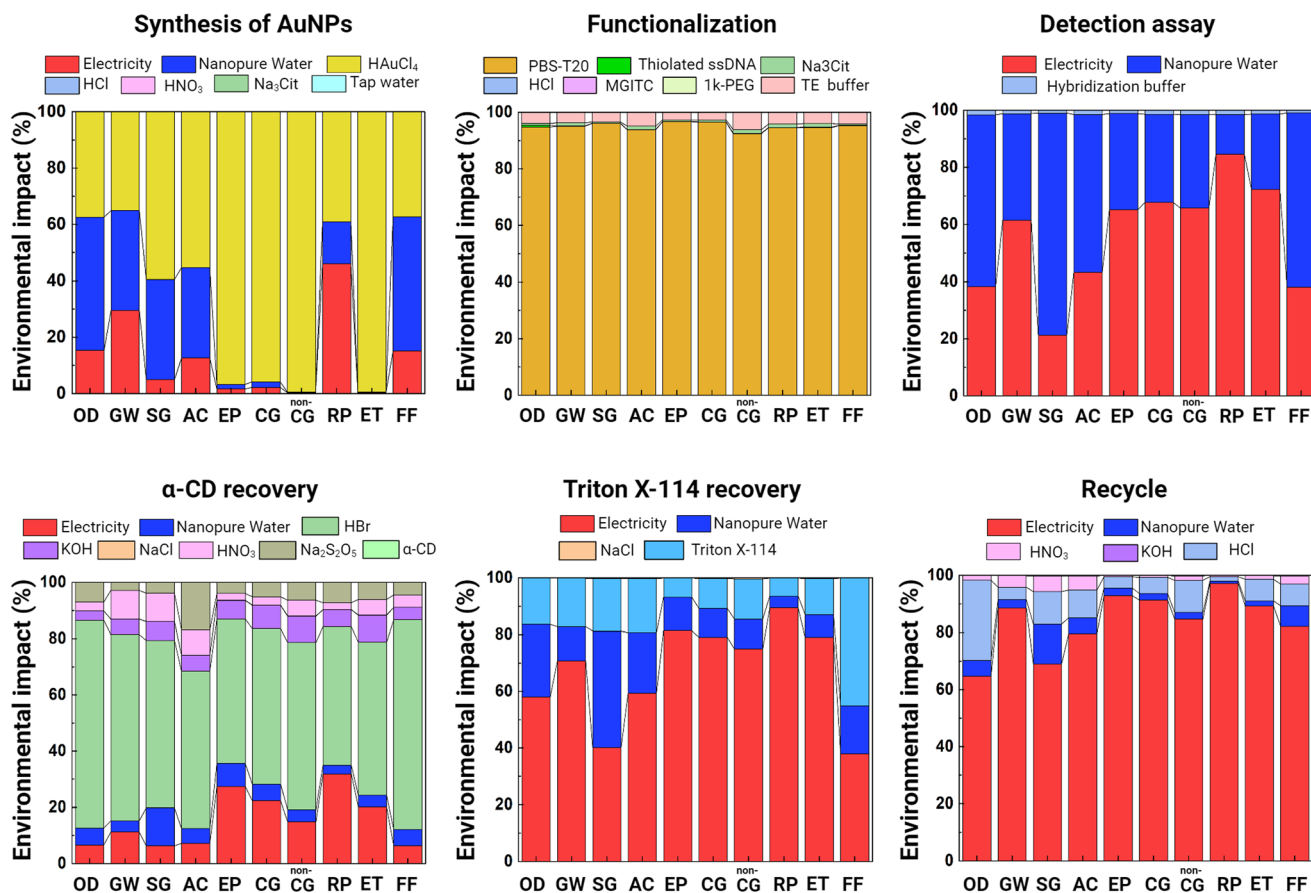 Synthesis of AuNPs
Electricity Nanopure Water HAuCl₄
HCl HNO₃ Na₃Cit Tap water
Environmental impact (%)
100
80
60
40
20
0
OD GW SG AC EP CG non-CG RP ET FF
Functionalization
PBS-T20 Thiolated ssDNA Na3Cit
HCl MGITC 1k-PEG TE buffer
Environmental impact (%)
100
80
60
40
20
0
OD GW SG AC EP CG non-CG RP ET FF
Detection assay
Electricity Nanopure Water
Hybridization buffer
Environmental impact (%)
100
80
60
40
20
0
OD GW SG AC EP CG non-CG RP ET FF
α-CD recovery
Electricity Nanopure Water HBr
KOH NaCl HNO₃ Na₂S₂O₅ α-CD
Environmental impact (%)
100
80
60
40
20
0
OD GW SG AC EP CG non-CG RP ET FF
Triton X-114 recovery
Electricity Nanopure Water
NaCl Triton X-114
Environmental impact (%)
100
80
60
40
20
0
OD GW SG AC EP CG non-CG RP ET FF
Recycle
Electricity Nanopure Water
HNO₃ KOH HCl
Environmental impact (%)
100
80
60
40
20
0
OD GW SG AC EP CG non-CG RP ET FF